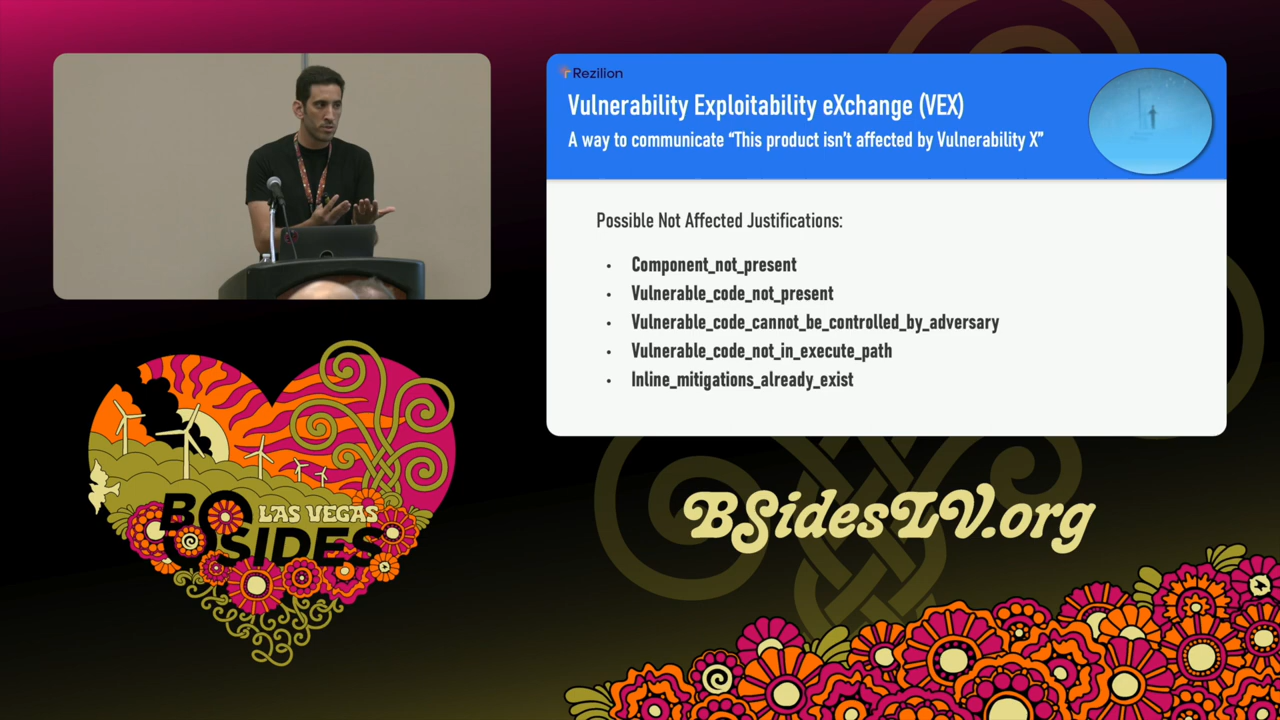 Rezilion
Vulnerability Exploitability eXchange (VEX)
A way to communicate “This product isn’t affected by Vulnerability X”
Possible Not Affected Justifications:
• Component_not_present
• Vulnerable_code_not_present
• Vulnerable_code_cannot_be_controlled_by_adversary
• Vulnerable_code_not_in_execute_path
• Inline_mitigations_already_exist
LAS VEGAS
BSIDES
23
BSidesLV.org